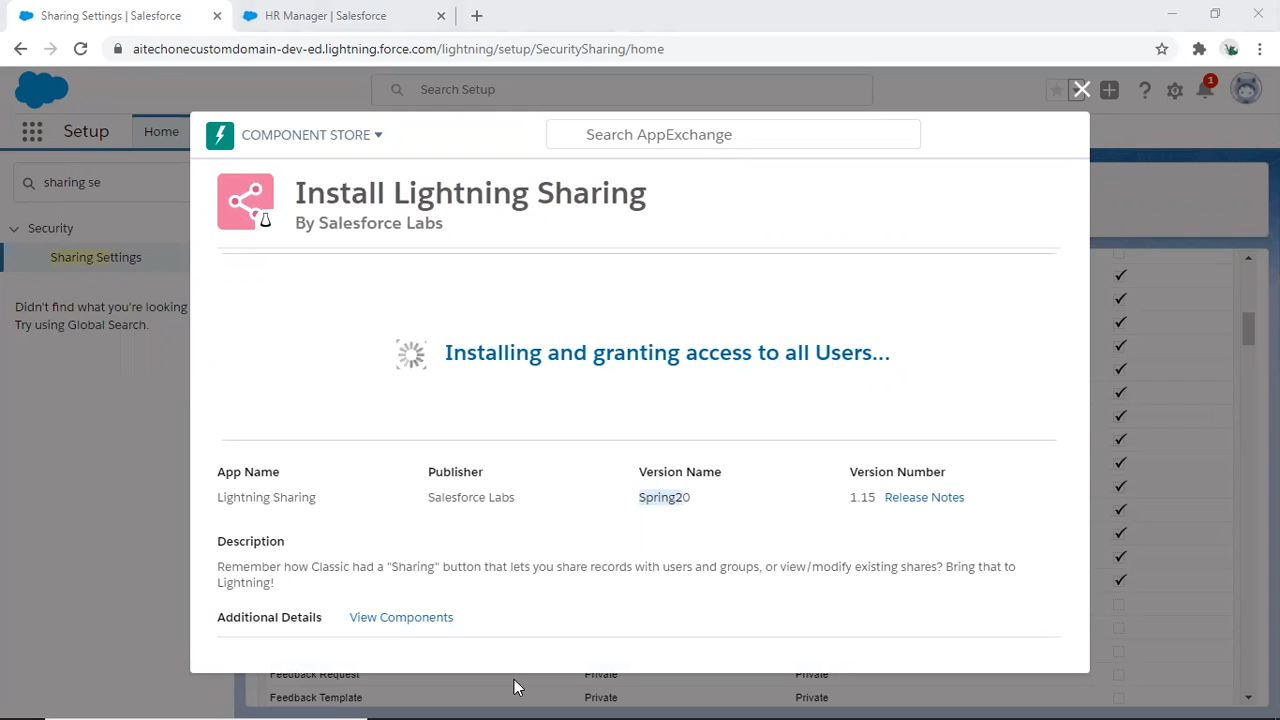 Sharing Settings | Salesforce
HR Manager | Salesforce
aitechonecustomdomain-dev-ed.lightning.force.com/lightning/setup/SecuritySharing/home
Search Setup
1
Setup
Home
COMPONENT STORE
Search AppExchange
sharing se
Install Lightning Sharing
By Salesforce Labs
Security
Sharing Settings
Didn't find what you're looking
Try using Global Search.
Installing and granting access to all Users...
App Name
Publisher
Version Name
Version Number
Lightning Sharing
Salesforce Labs
Spring20
1.15 Release Notes
Description
Remember how Classic had a "Sharing" button that lets you share records with users and groups, or view/modify existing shares? Bring that to
Lightning!
Additional Details
View Components
Feedback Request
Private
Private
Feedback Template
Private
Private